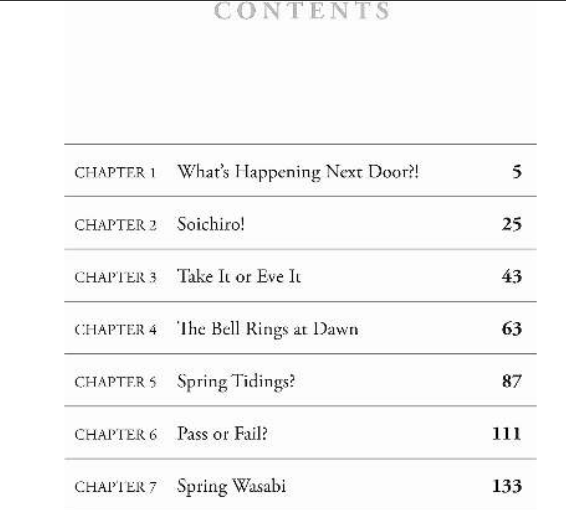 CONTENTS
CHAPTER 1 What's Happening Next Door?! 5
CHAPTER 2 Soichiro! 25
CHAPTER 3 Take It or Eve It 43
CHAPTER 4 The Bell Rings at Dawn 63
CHAPTER 5 Spring Tidings? 87
CHAPTER 6 Pass or Fail? 111
CHAPTER 7 Spring Wasabi 133